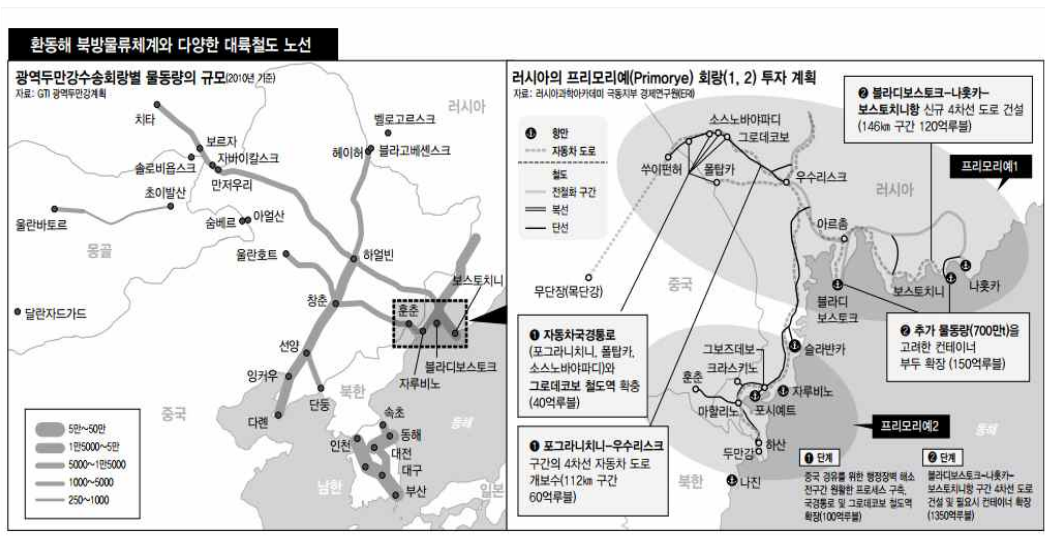 환동해 북방물류체계와 다양한 대륙철도 노선
광역두만강수송회랑별 물동량의 규모(2010년 기준)
자료: GTI 광역두만강계획
러시아
치타
벨로고르스크
보르자
헤이허
블라고베셴스크
자바이칼스크
솔로비욥스크
만저우리
초이발산
울란바토르
숨베르
아얼산
몽골
울란호트
하얼빈
보스토치니
창춘
훈춘
달란자드가드
선양
블라디보스토크
자루비노
잉커우
북한
단둥
중국
다롄
속초
동해
동해
인천
대전
대구
남한
부산
일본
5만~50만
1만5000~5만
5000~1만5000
1000~5000
250~1000
러시아의 프리모리예(Primorye) 회랑(1, 2) 투자 계획
자료: 러시아과학아카데미 극동지부 경제연구원(ERI)
항만
자동차 도로
철도
전철화 구간
복선
단선
❷ 블라디보스토크-나홋카-
보스토치니항 신규 4차선 도로 건설
(146㎞ 구간 120억루블)
소스노바야파디
그로데코보
쑤이펀허
폴탑카
우수리스크
프리모리예1
러시아
아르촘
중국
무단장(목단강)
블라디
보스토크
보스토치니
나홋카
❶ 자동차국경통로
(포그라니치니, 폴탑카,
소스노바야파디)와
그로데코보 철도역 확충
(40억루블)
❷ 추가 물동량(700만t)을
고려한 컨테이너
부두 확장 (150억루블)
슬라반카
그보즈데보
크라스키노
훈춘
자루비노
마할리노
포시예트
프리모리예2
동해
❶ 포그라니치니-우수리스크
구간의 4차선 자동차 도로
개보수(112㎞ 구간
60억루블)
하산
두만강
북한
나진
❶ 단계
중국 경유를 위한 행정장벽 해소
전구간 원활한 프로세스 구축,
국경통로 및 그로데코보 철도역
확장(100억루블)
❷ 단계
블라디보스토크-나홋카-
보스토치니항 구간 4차선 도로
건설 및 필요시 컨테이너 확장
(1350억루블)